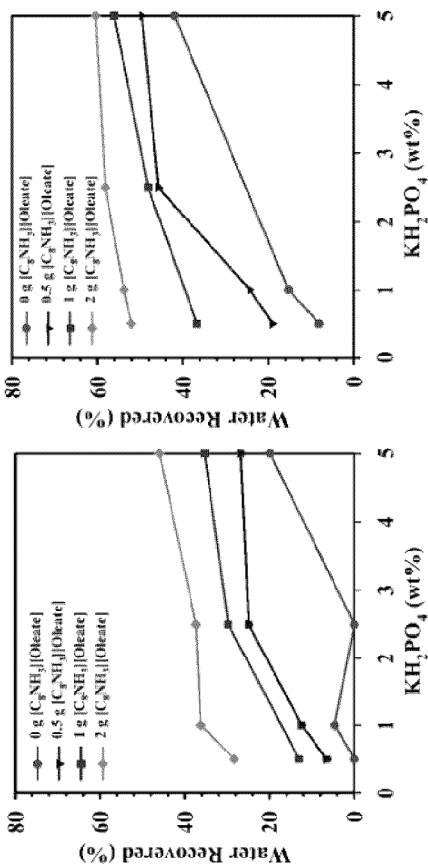 80
60
40
20
0
Water Recovered (%)
0 g [C₈NH₃][Oleate]
0.5 g [C₈NH₃][Oleate]
1 g [C₈NH₃][Oleate]
2 g [C₈NH₃][Oleate]
0 1 2 3 4 5
KH₂PO₄ (wt%)
80
60
40
20
0
Water Recovered (%)
0 g [C₈NH₃][Oleate]
0.5 g [C₈NH₃][Oleate]
1 g [C₈NH₃][Oleate]
2 g [C₈NH₃][Oleate]
0 1 2 3 4 5
KH₂PO₄ (wt%)